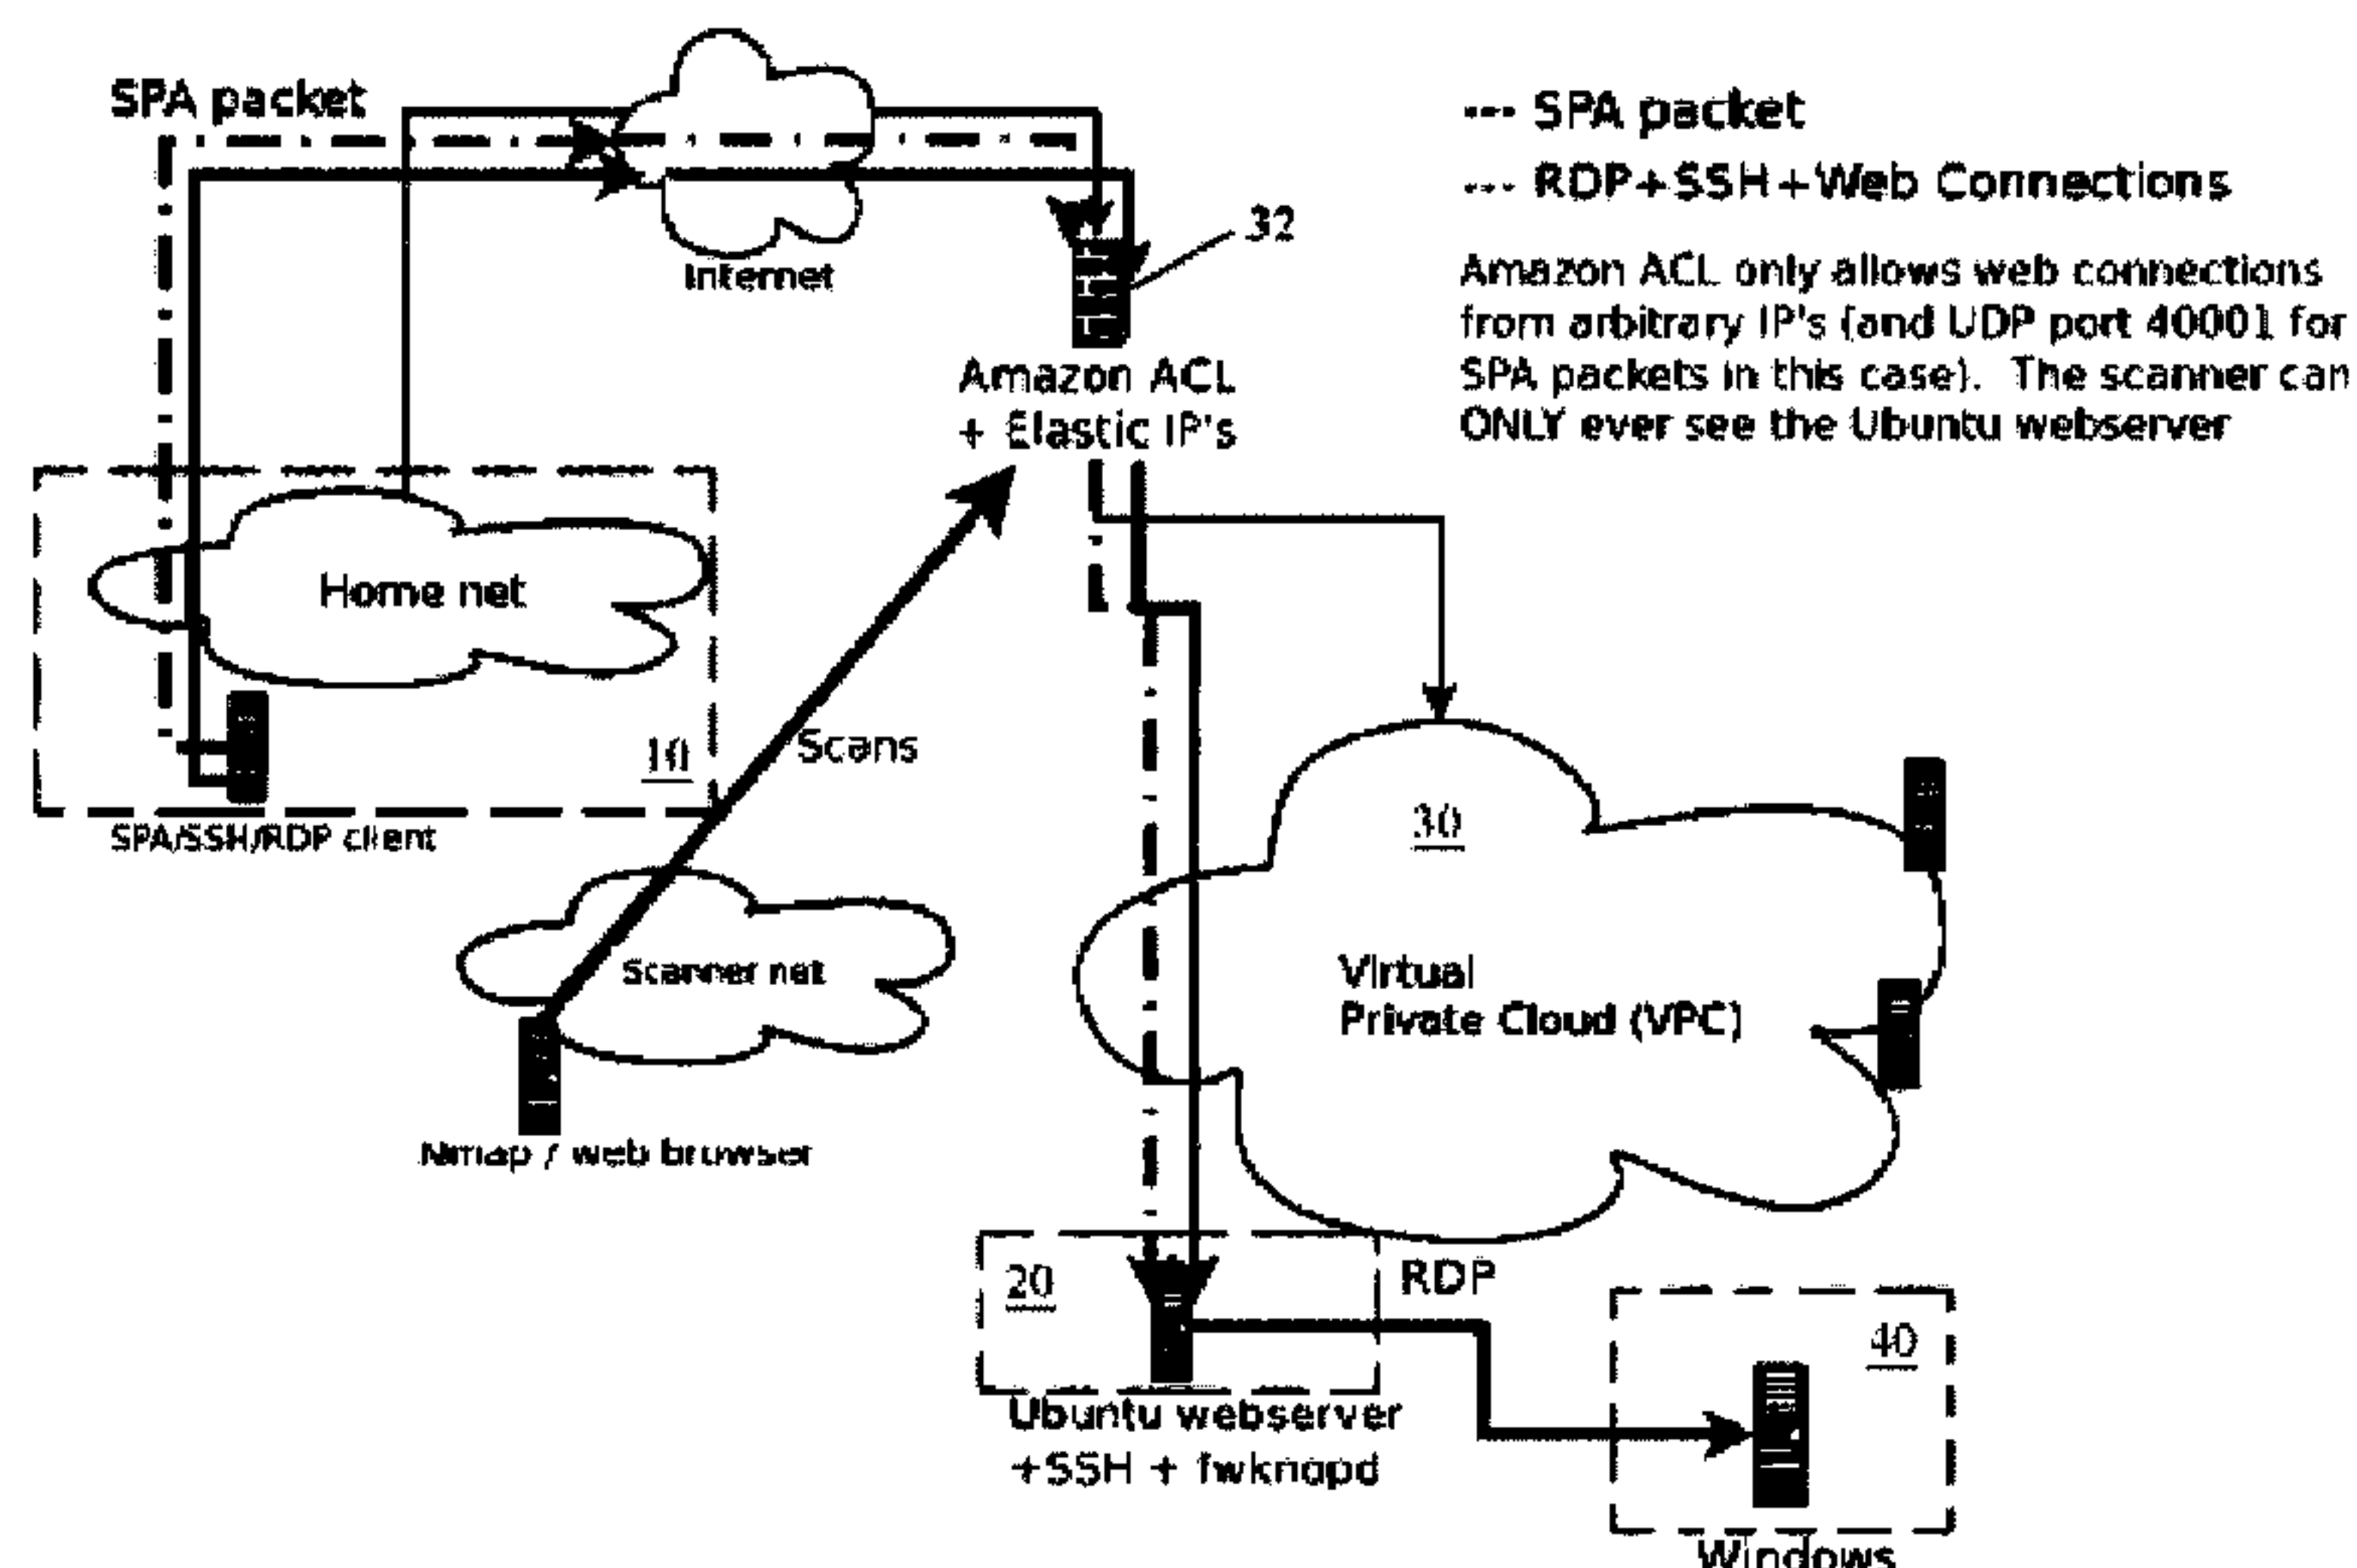 SPA packet
--- SPA packet
--- RDP+SSH+Web Connections
32
Internet
Amazon ACL only allows web connections
from arbitrary IP's (and UDP port 40001 for
SPA packets in this case). The scanner can
ONLY ever see the Ubuntu webserver
Amazon ACL
+ Elastic IP's
Home net
10
Scans
SPA/SSH/RDP client
30
Scanner net
Virtual
Private Cloud (VPC)
Nmap / web browser
20
RDP
40
Ubuntu webserver
+SSH + fwknopd
Windows